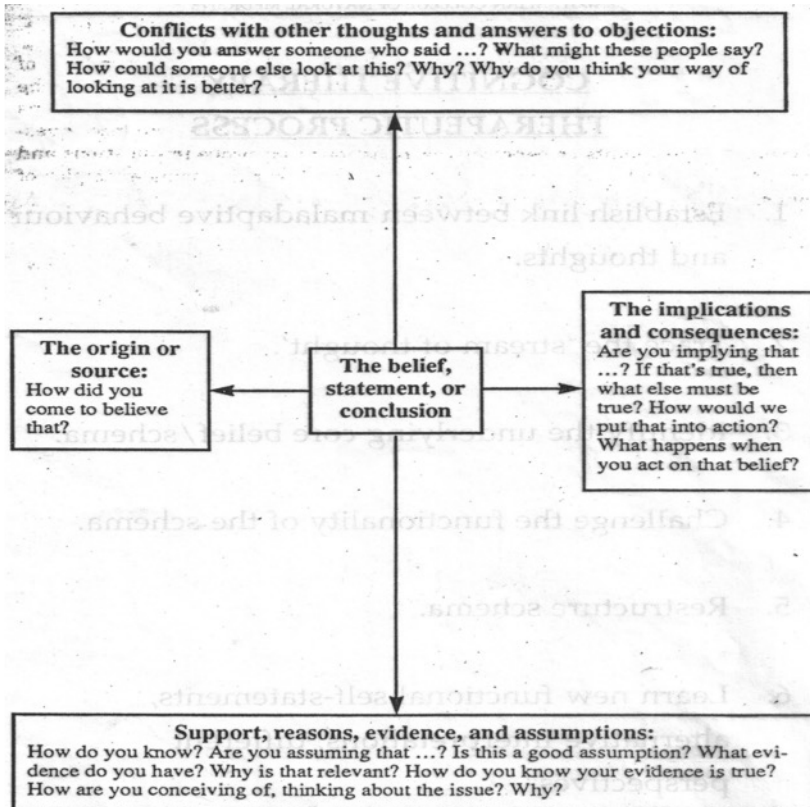 Conflicts with other thoughts and answers to objections:
How would you answer someone who said ...? What might these people say?
How could someone else look at this? Why? Why do you think your way of
looking at it is better?
COGNITIVE THERAPY
THERAPEUTIC PROCESS
1. Establish link between maladaptive behaviour
and thoughts.
The origin or
source:
How did you
come to believe
that?
The belief,
statement, or
conclusion
The implications
and consequences:
Are you implying that
...? If that's true, then
what else must be
true? How would we
put that into action?
What happens when
you act on that belief?
the 'stream of thought'
the underlying core belief/schema.
4. Challenge the functionality of the schema.
5. Restructure schema.
6. Learn new functional self-statements,
Support, reasons, evidence, and assumptions:
How do you know? Are you assuming that ...? Is this a good assumption? What evi-
dence do you have? Why is that relevant? How do you know your evidence is true?
How are you conceiving of, thinking about the issue? Why?